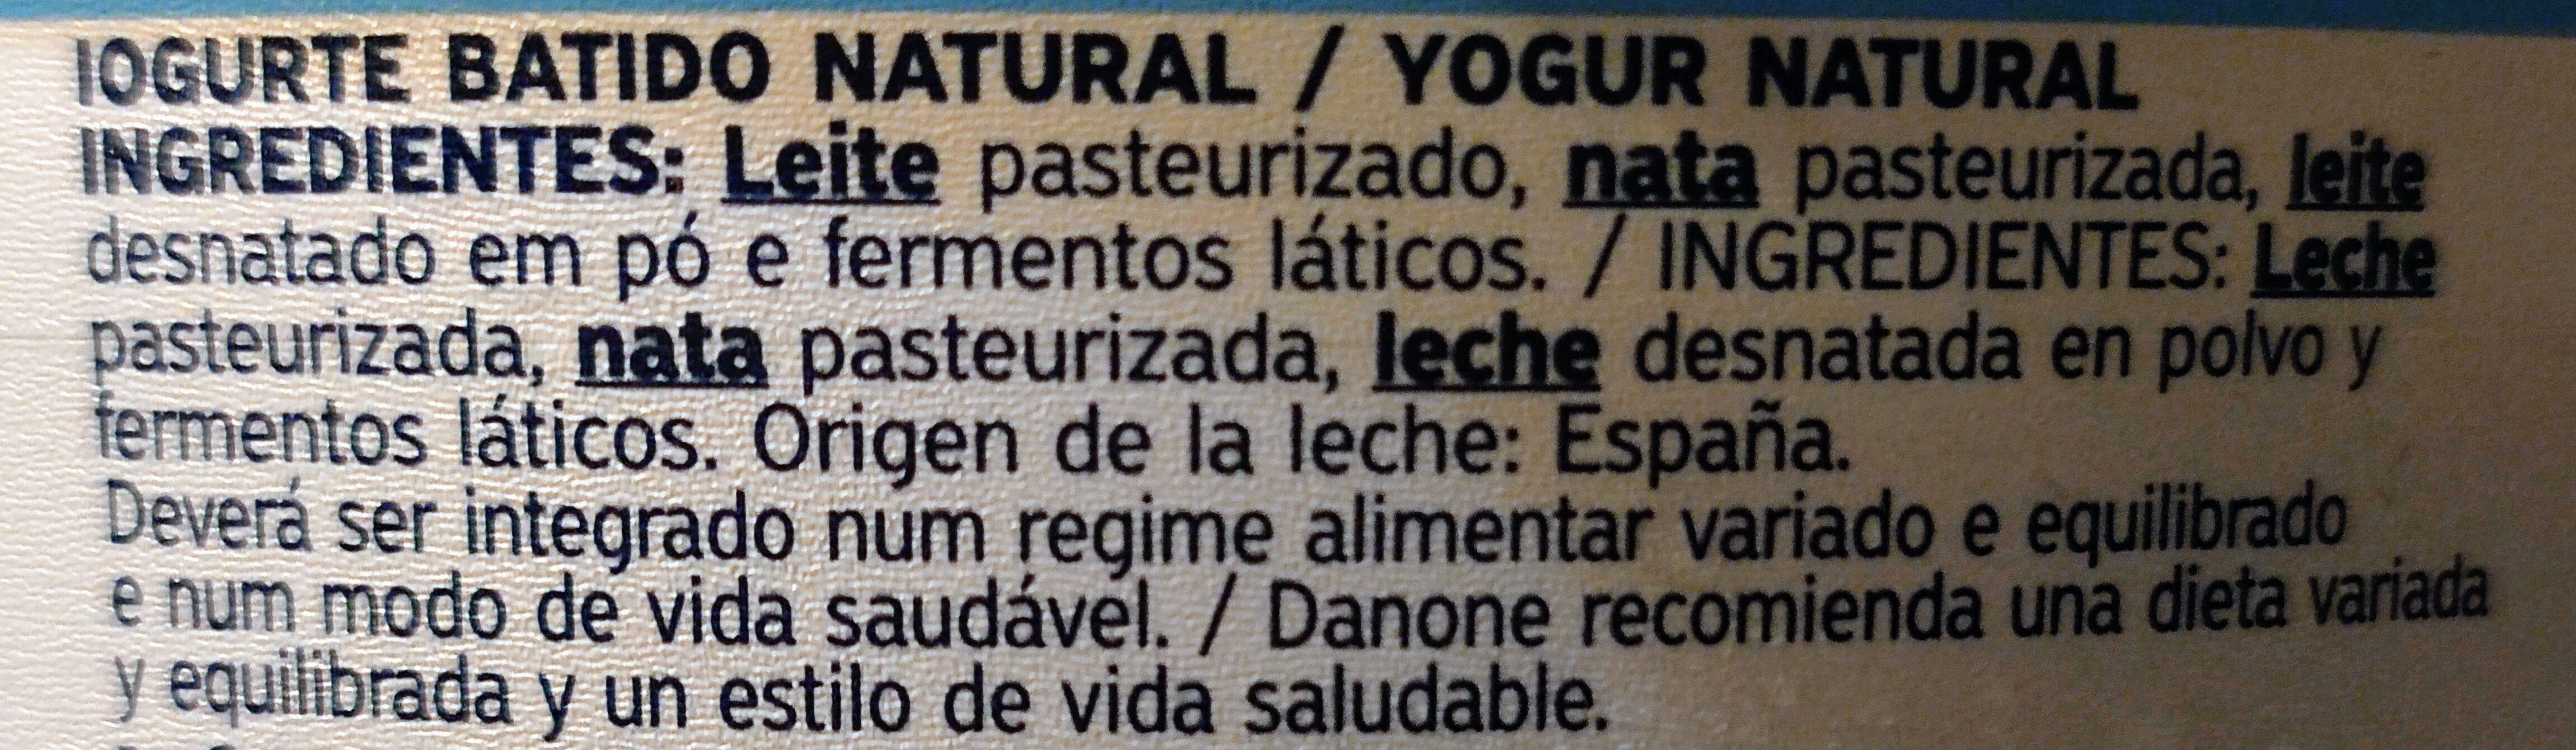 IOGURTE BATIDO NATURAL / YOGUR NATURAL
INGREDIENTES: Leite pasteurizado, nata pasteurizada, leite
desnatado em pó e fermentos láticos. / INGREDIENTES: Leche
pasteurizada, nata pasteurizada, leche desnatada en polvo y
fermentos láticos. Origen de la leche: España.
Deverá ser integrado num regime alimentar variado e equilibrado
e num modo de vida saudável. / Danone recomienda una dieta variada
y equilibrada y un estilo de vida saludable.